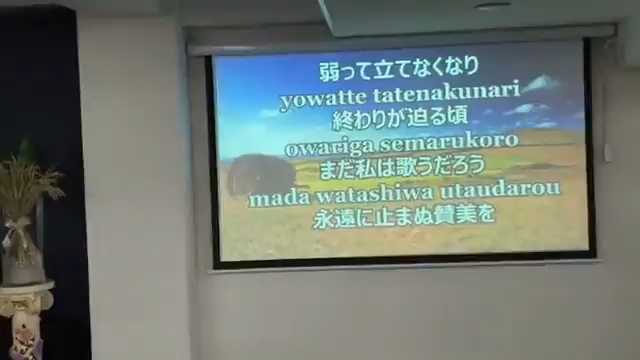 弱って立てなくなり
yowatte tatenakunari
終わりが迫る頃
owariga semarukoro
まだ私は歌うだろう
mada watashiwa utaudarou
永遠に止まぬ賛美を